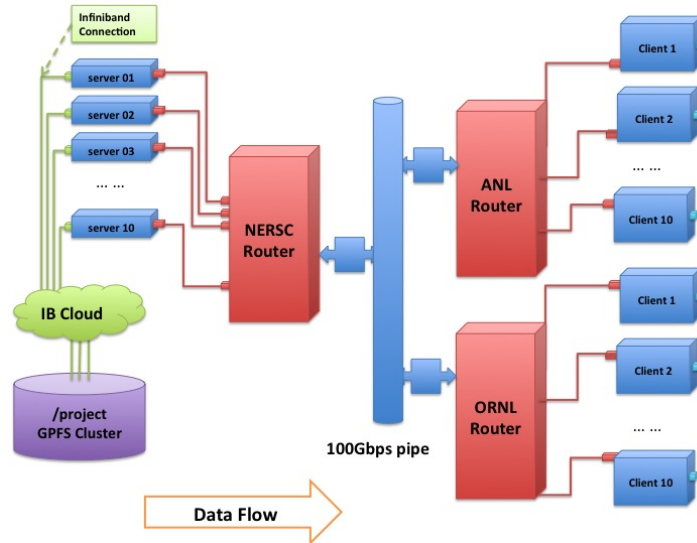 Infiniband
Connection
server 01
server 02
server 03
... ...
server 10
IB Cloud
/project
GPFS Cluster
NERSC
Router
100Gbps pipe
Data Flow
ANL
Router
Client 1
Client 2
... ...
Client 10
ORNL
Router
Client 1
Client 2
... ...
Client 10